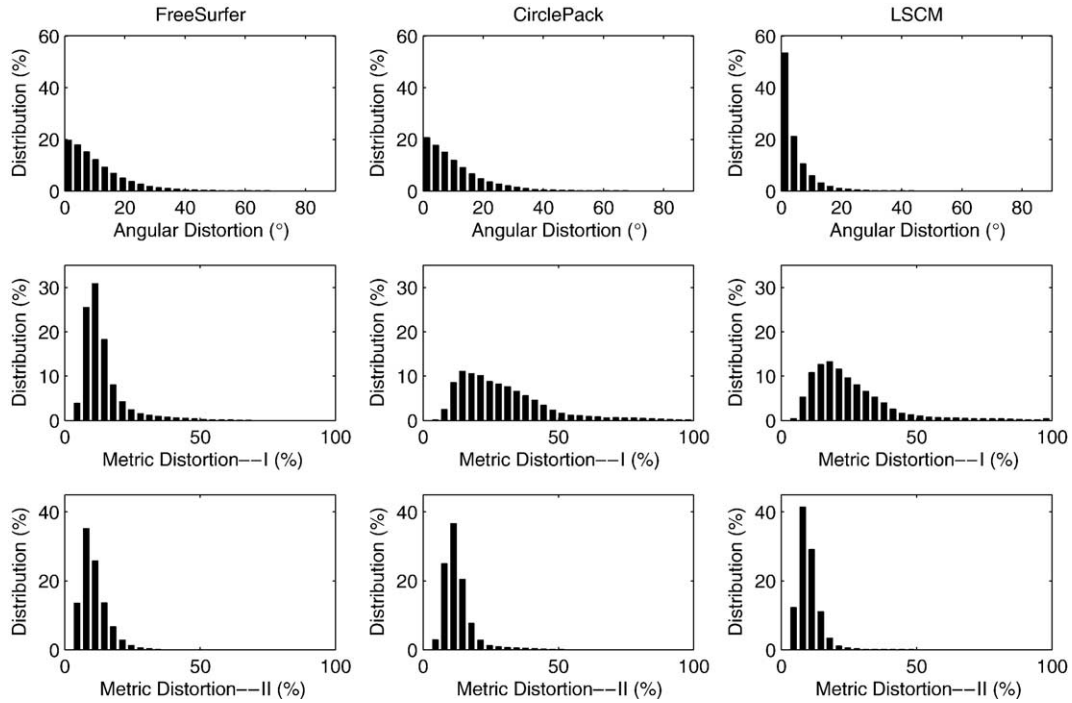 FreeSurfer
CirclePack
LSCM
Distribution (%)
60
40
20
0
0 20 40 60 80
Angular Distortion (°)
Distribution (%)
60
40
20
0
0 20 40 60 80
Angular Distortion (°)
Distribution (%)
60
40
20
0
0 20 40 60 80
Angular Distortion (°)
Distribution (%)
30
20
10
0
0 50 100
Metric Distortion––I (%)
Distribution (%)
30
20
10
0
0 50 100
Metric Distortion––I (%)
Distribution (%)
30
20
10
0
0 50 100
Metric Distortion––I (%)
Distribution (%)
40
20
0
0 50 100
Metric Distortion––II (%)
Distribution (%)
40
20
0
0 50 100
Metric Distortion––II (%)
Distribution (%)
40
20
0
0 50 100
Metric Distortion––II (%)